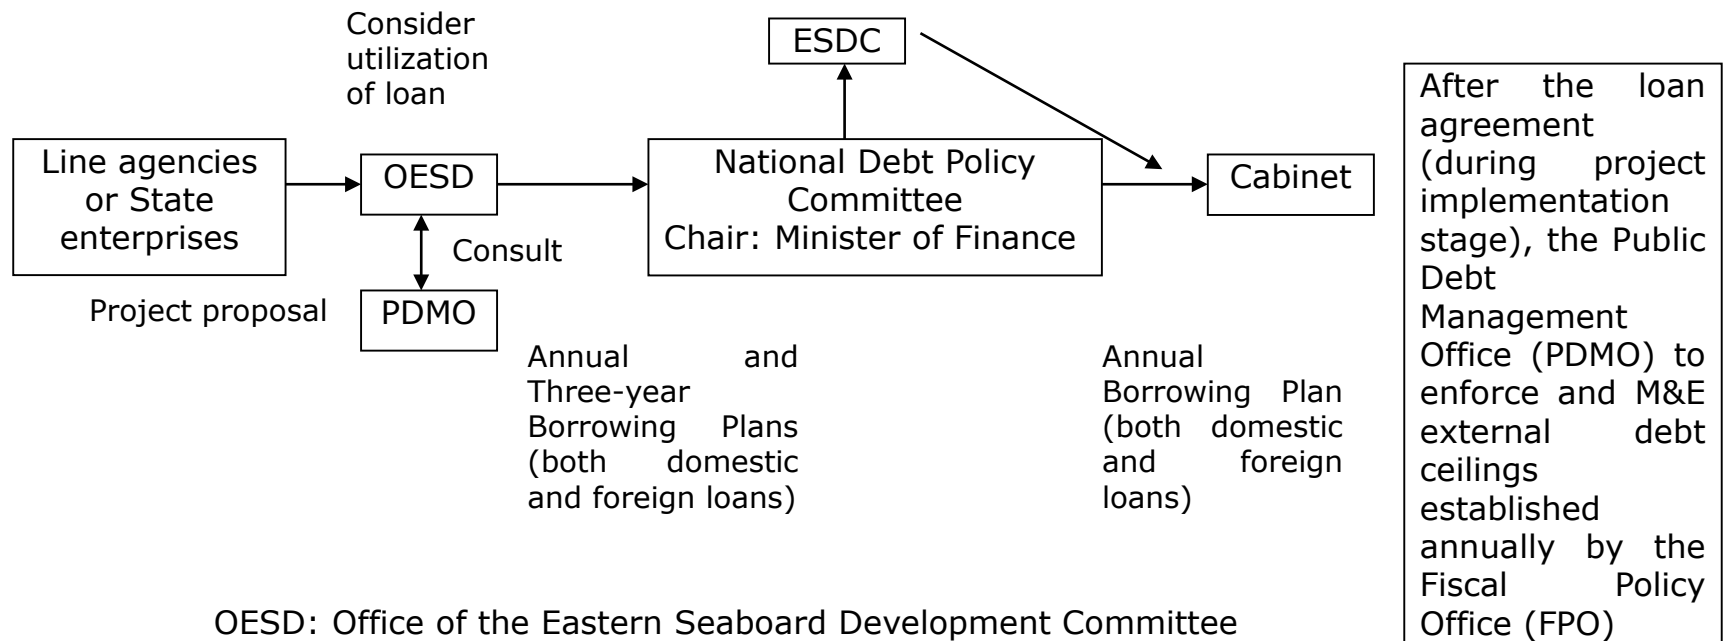 Consider
utilization
of loan
ESDC
Line agencies
or State
enterprises
OESD
National Debt Policy
Committee
Chair: Minister of Finance
Cabinet
Consult
Project proposal
PDMO
Annual and
Three-year
Borrowing Plans
(both domestic
and foreign loans)
Annual
Borrowing Plan
(both domestic
and foreign
loans)
After the loan
agreement
(during project
implementation
stage), the Public
Debt
Management
Office (PDMO) to
enforce and M&E
external debt
ceilings
established
annually by the
Fiscal Policy
Office (FPO)
OESD: Office of the Eastern Seaboard Development Committee